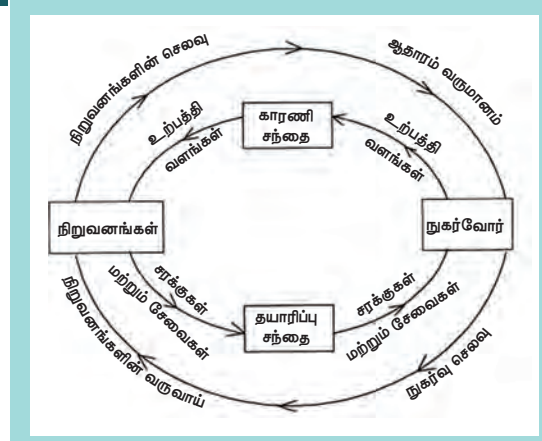 நிறுவனங்களின் செலவு
ஆதாரம் வருமானம்
உற்பத்தி
வளங்கள்
காரணி
சந்தை
உற்பத்தி
வளங்கள்
நிறுவனங்கள்
நுகர்வோர்
சரக்குகள்
மற்றும் சேவைகள்
தயாரிப்பு
சந்தை
சரக்குகள்
மற்றும் சேவைகள்
நிறுவனங்களின் வருவாய்
நுகர்வு செலவு